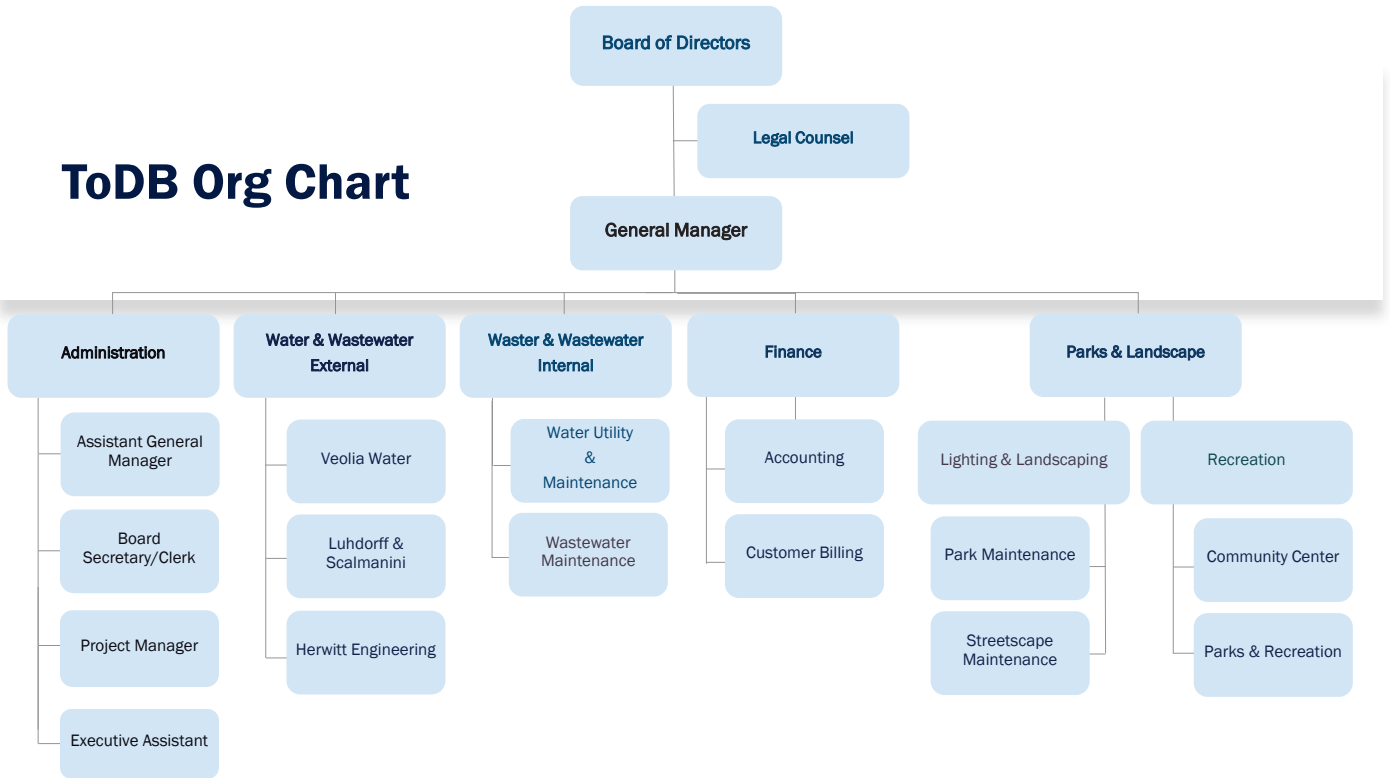 Board of Directors
Legal Counsel
ToDB Org Chart
General Manager
Administration
Water & Wastewater
External
Waster & Wastewater
Internal
Finance
Parks & Landscape
Assistant General
Manager
Board
Secretary/Clerk
Project Manager
Executive Assistant
Veolia Water
Luhdorff &
Scalmanini
Herwitt Engineering
Water Utility
&
Maintenance
Wastewater
Maintenance
Accounting
Customer Billing
Lighting & Landscaping
Park Maintenance
Streetscape
Maintenance
Recreation
Community Center
Parks & Recreation